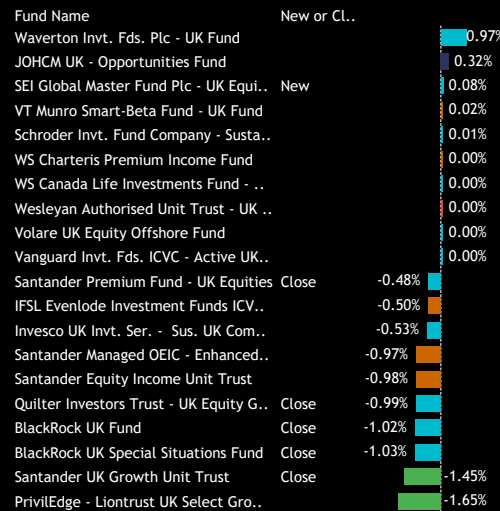 Fund Name New or Cl..
Waverton Invt. Fds. Plc - UK Fund 0.97%
JOHCM UK - Opportunities Fund 0.32%
SEI Global Master Fund Plc - UK Equi.. New 0.08%
VT Munro Smart-Beta Fund - UK Fund 0.02%
Schroder Invt. Fund Company - Susta.. 0.01%
WS Charteris Premium Income Fund 0.00%
WS Canada Life Investments Fund - .. 0.00%
Wesleyan Authorised Unit Trust - UK .. 0.00%
Volare UK Equity Offshore Fund 0.00%
Vanguard Invt. Fds. ICVC - Active UK.. 0.00%
Santander Premium Fund - UK Equities Close -0.48%
IFSL Evenlode Investment Funds ICV.. -0.50%
Invesco UK Invt. Ser. - Sus. UK Com.. -0.53%
Santander Managed OEIC - Enhanced.. -0.97%
Santander Equity Income Unit Trust -0.98%
Quilter Investors Trust - UK Equity G.. Close -0.99%
BlackRock UK Fund Close -1.02%
BlackRock UK Special Situations Fund Close -1.03%
Santander UK Growth Unit Trust Close -1.45%
PrivilEdge - Liontrust UK Select Gro.. -1.65%